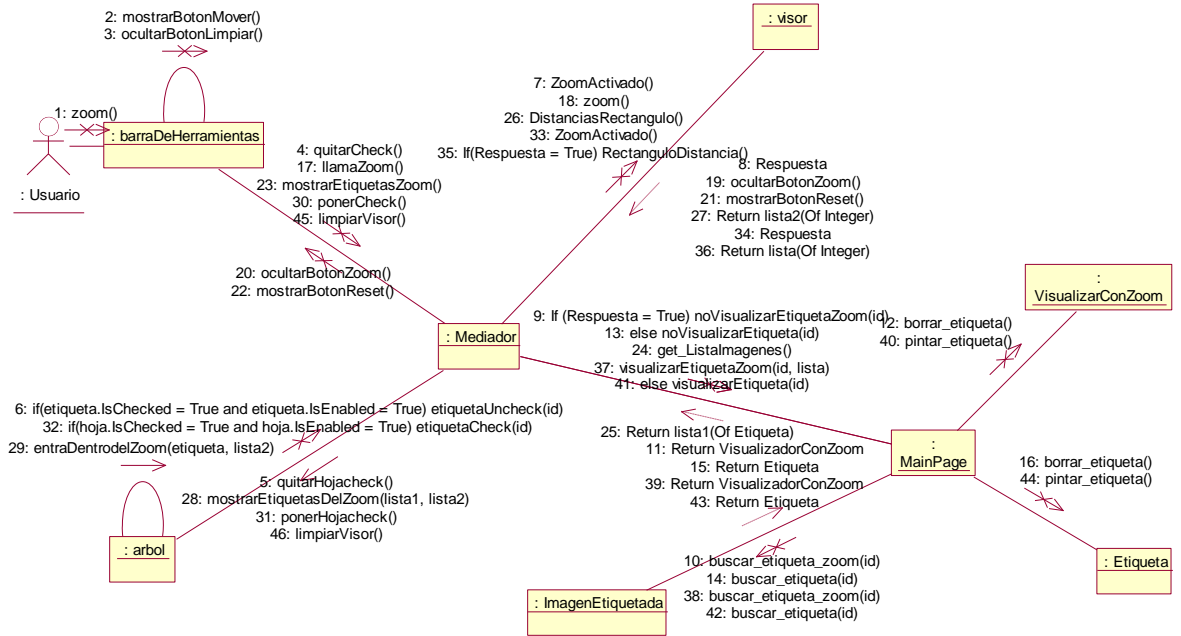 2: mostrarBotonMover()
3: ocultarBotonLimpiar()
: visor
1: zoom()
: barraDeHerramientas
: Usuario
7: ZoomActivado()
18: zoom()
26: DistanciasRectangulo()
33: ZoomActivado()
35: If(Respuesta = True) RectanguloDistancia()
4: quitarCheck()
17: llamaZoom()
23: mostrarEtiquetasZoom()
30: ponerCheck()
45: limpiarVisor()
8: Respuesta
19: ocultarBotonZoom()
21: mostrarBotonReset()
27: Return lista2(Of Integer)
34: Respuesta
36: Return lista(Of Integer)
20: ocultarBotonZoom()
22: mostrarBotonReset()
:
VisualizarConZoom
: Mediador
9: If (Respuesta = True) noVisualizarEtiquetaZoom(id)
13: else noVisualizarEtiqueta(id)
24: get_ListaImagenes()
37: visualizarEtiquetaZoom(id, lista)
41: else visualizarEtiqueta(id)
12: borrar_etiqueta()
40: pintar_etiqueta()
6: if(etiqueta.IsChecked = True and etiqueta.IsEnabled = True) etiquetaUncheck(id)
32: if(hoja.IsChecked = True and hoja.IsEnabled = True) etiquetaCheck(id)
29: entraDentrodelZoom(etiqueta, lista2)
25: Return lista1(Of Etiqueta)
11: Return VisualizadorConZoom
15: Return Etiqueta
39: Return VisualizadorConZoom
43: Return Etiqueta
:
MainPage
16: borrar_etiqueta()
44: pintar_etiqueta()
5: quitarHojacheck()
28: mostrarEtiquetasDelZoom(lista1, lista2)
31: ponerHojacheck()
46: limpiarVisor()
: arbol
10: buscar_etiqueta_zoom(id)
14: buscar_etiqueta(id)
38: buscar_etiqueta_zoom(id)
42: buscar_etiqueta(id)
: Etiqueta
: ImagenEtiquetada